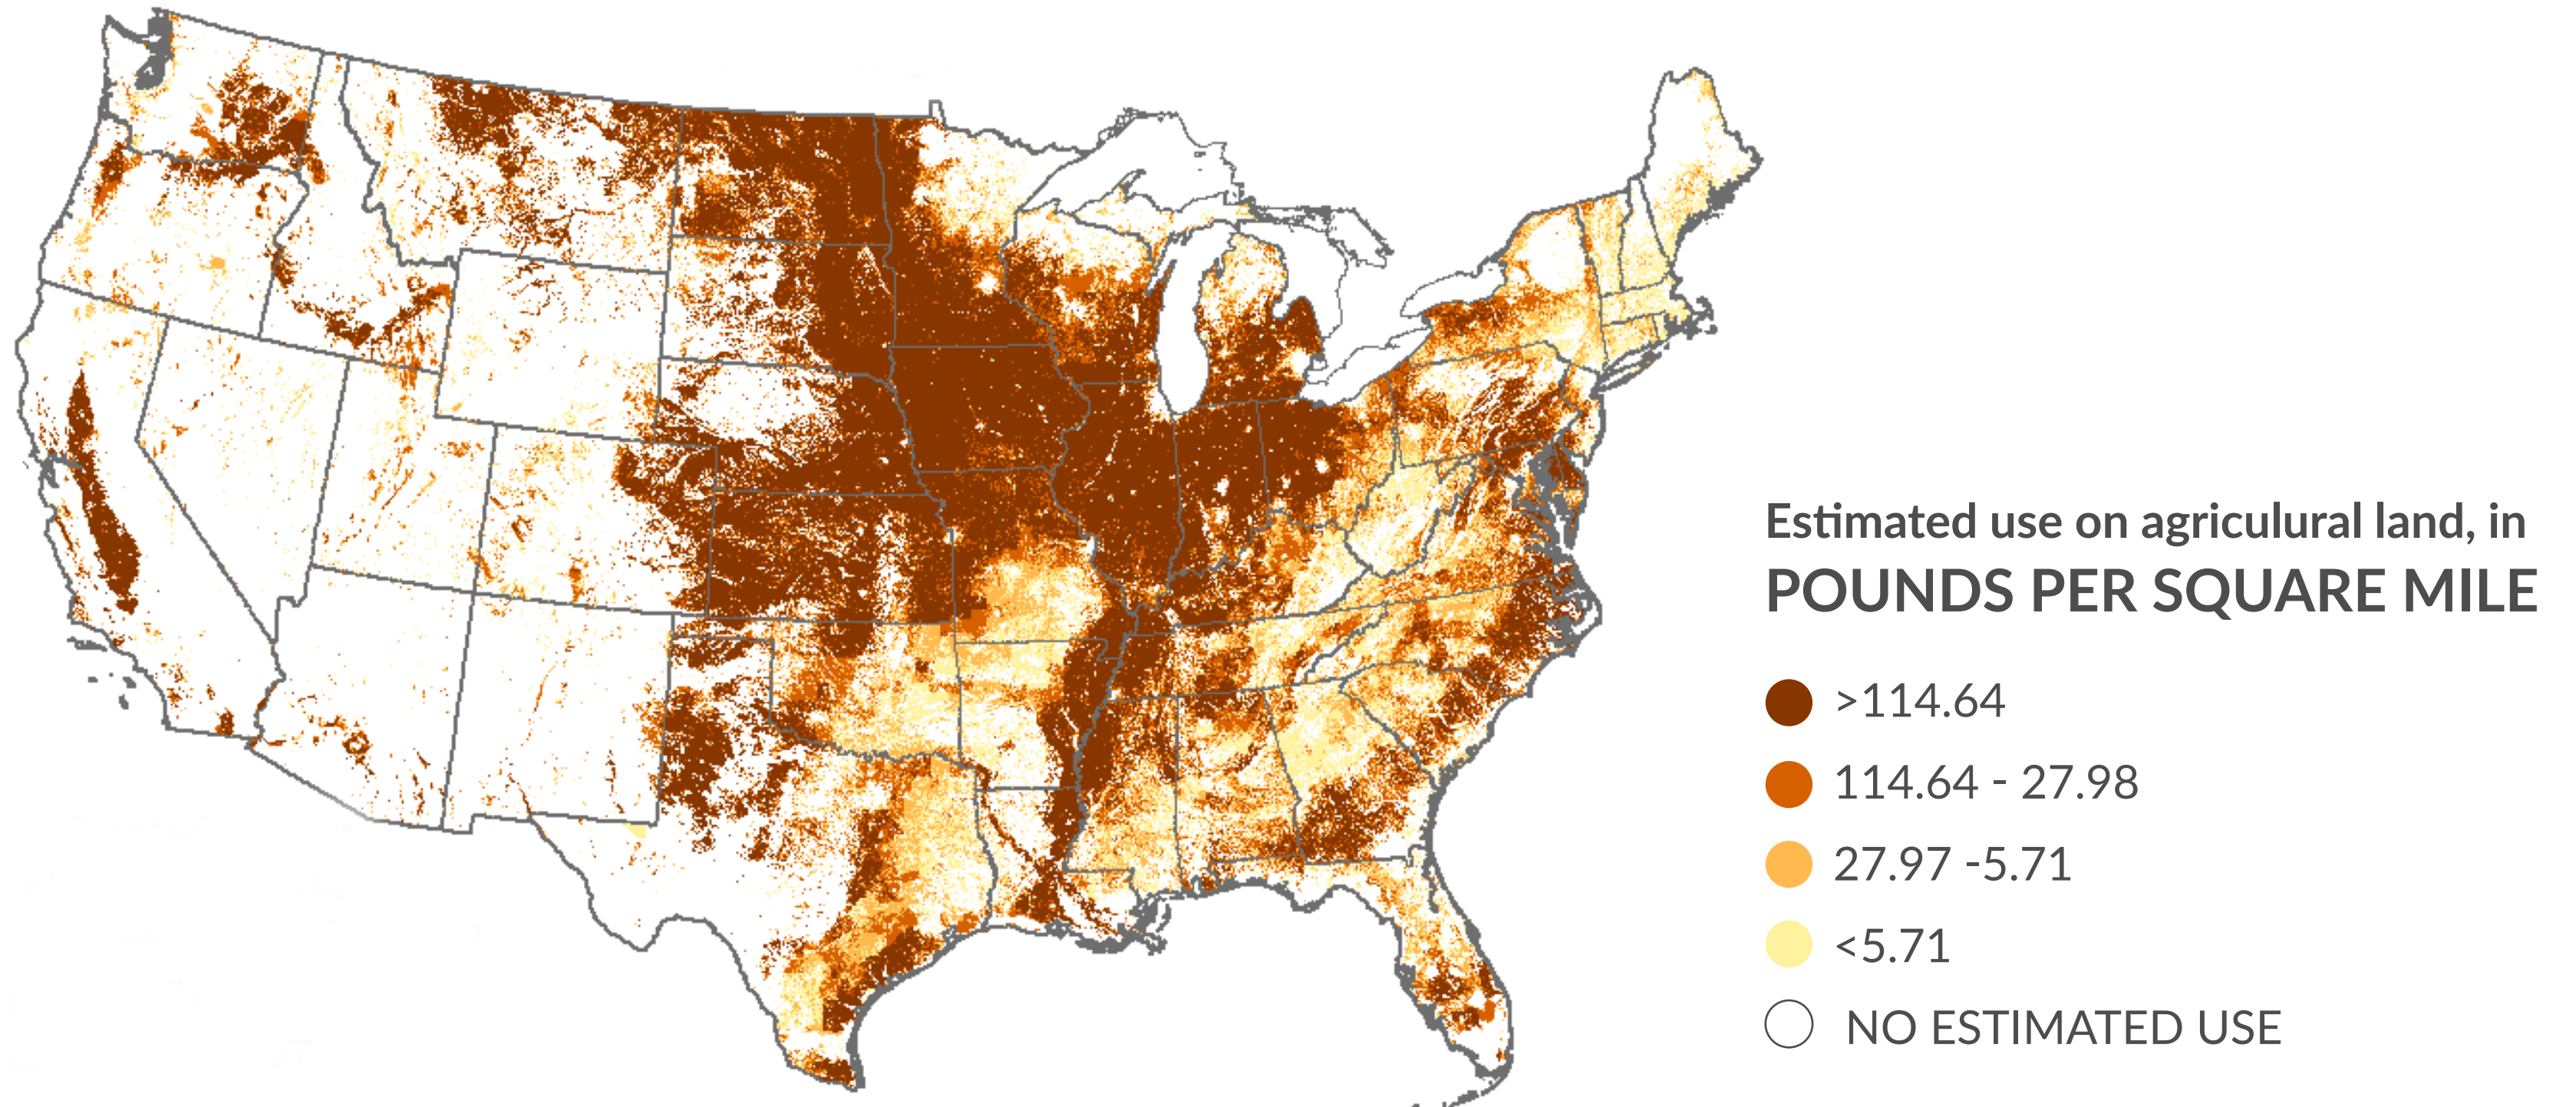 Estimated use on agriculural land, in
POUNDS PER SQUARE MILE
>114.64
114.64 - 27.98
27.97 -5.71
<5.71
NO ESTIMATED USE